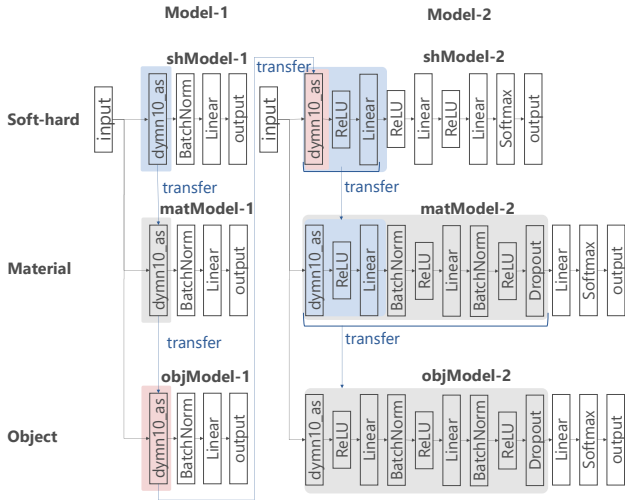 Model-1
Model-2
shModel-1
transfer
shModel-2
Soft-hard
input
dymn10_as
BatchNorm
Linear
output
input
dymn10_as
ReLU
Linear
ReLU
Linear
ReLU
Linear
Softmax
output
transfer
transfer
matModel-1
matModel-2
Material
dymn10_as
BatchNorm
Linear
output
dymn10_as
ReLU
Linear
BatchNorm
ReLU
Linear
BatchNorm
ReLU
Dropout
Linear
Softmax
output
transfer
transfer
objModel-1
objModel-2
Object
dymn10_as
BatchNorm
Linear
output
dymn10_as
ReLU
Linear
BatchNorm
ReLU
Linear
BatchNorm
ReLU
Dropout
Linear
Softmax
output